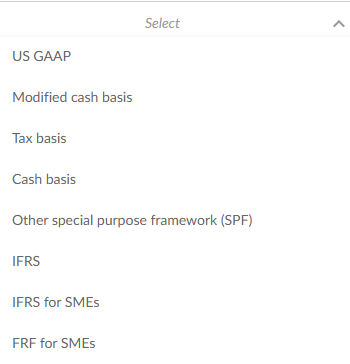 Select
US GAAP
Modified cash basis
Tax basis
Cash basis
Other special purpose framework (SPF)
IFRS
IFRS for SMEs
FRF for SMEs